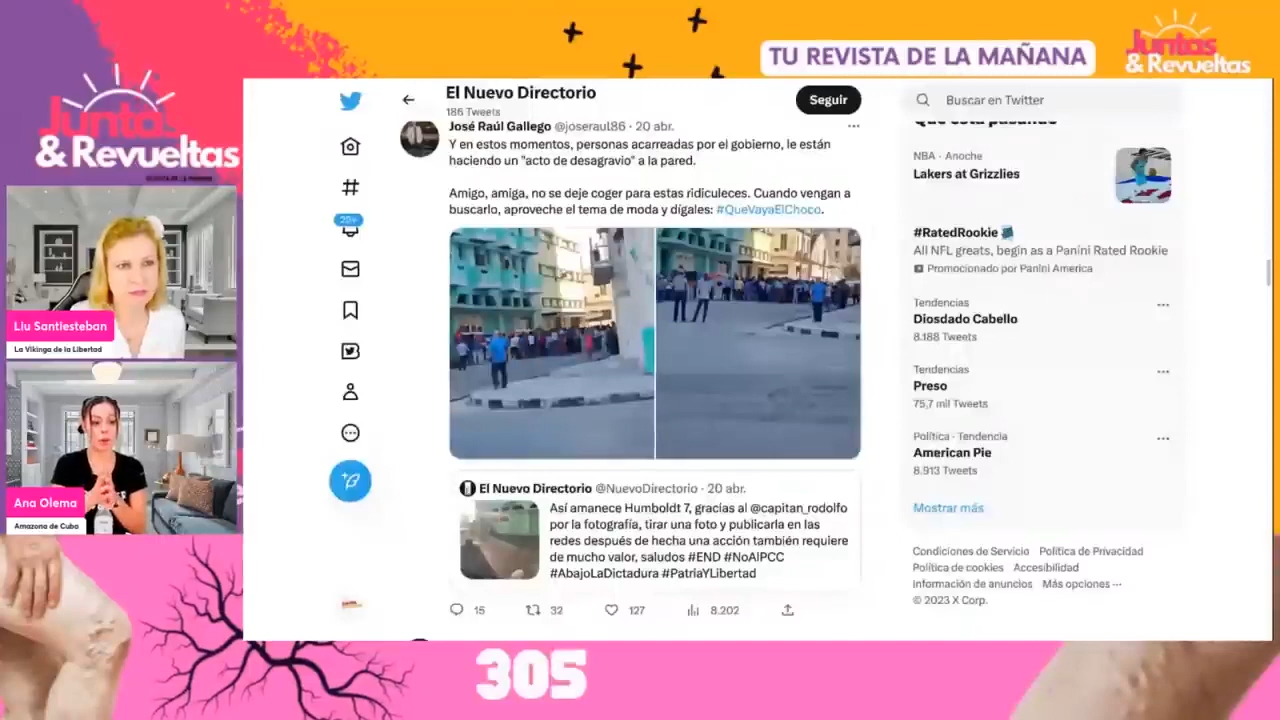 TU REVISTA DE LA MAÑANA
Juntas
& Revueltas
Juntas
& Revueltas
Liu Santiesteban
La Vikinga de la Libertad
Ana Olema
Amazona de Cuba
20+
El Nuevo Directorio
186 Tweets
Seguir
José Raúl Gallego @joseraul86 · 20 abr.
Y en estos momentos, personas acarreadas por el gobierno, le están
haciendo un "acto de desagravio" a la pared.
Amigo, amiga, no se deje coger para estas ridiculeces. Cuando vengan a
buscarlo, aproveche el tema de moda y dígales: #QueVayaElChoco.
El Nuevo Directorio @NuevoDirectorio · 20 abr.
Así amanece Humboldt 7, gracias al @capitan_rodolfo
por la fotografía, tirar una foto y publicarla en las
redes después de hecha una acción también requiere
de mucho valor, saludos #END #NoAlPCC
#AbajoLaDictadura #PatriaYLibertad
15 32 127 8.202
Buscar en Twitter
Qué está pasando
NBA · Anoche
Lakers at Grizzlies
#RatedRookie
All NFL greats, begin as a Panini Rated Rookie
Promocionado por Panini America
Tendencias
Diosdado Cabello
8.188 Tweets
Tendencias
Preso
75,7 mil Tweets
Política · Tendencia
American Pie
8.913 Tweets
Mostrar más
Condiciones de Servicio Política de Privacidad
Política de cookies Accesibilidad
Información de anuncios Más opciones ···
© 2023 X Corp.
305